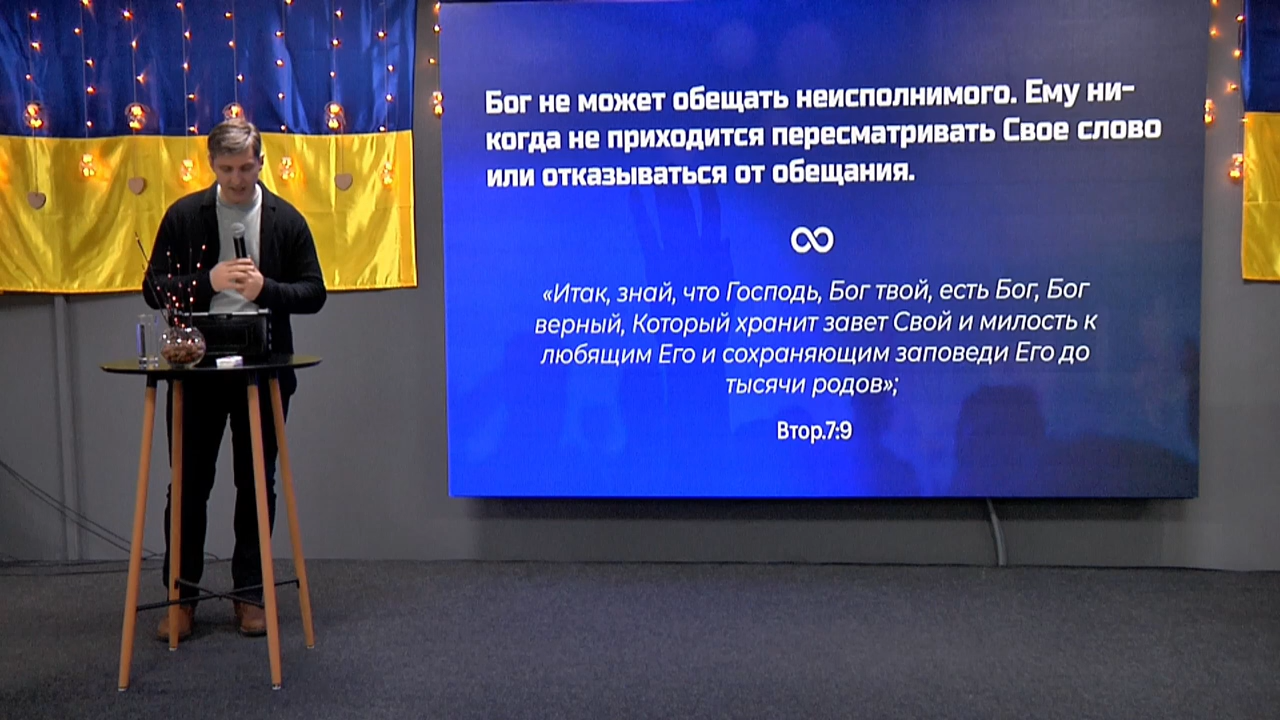 Бог не может обещать неисполнимого. Ему ни-
когда не приходится пересматривать Свое слово
или отказываться от обещания.
«Итак, знай, что Господь, Бог твой, есть Бог, Бог
верный, Который хранит завет Свой и милость к
любящим Его и сохраняющим заповеди Его до
тысячи родов»;
Втор.7:9